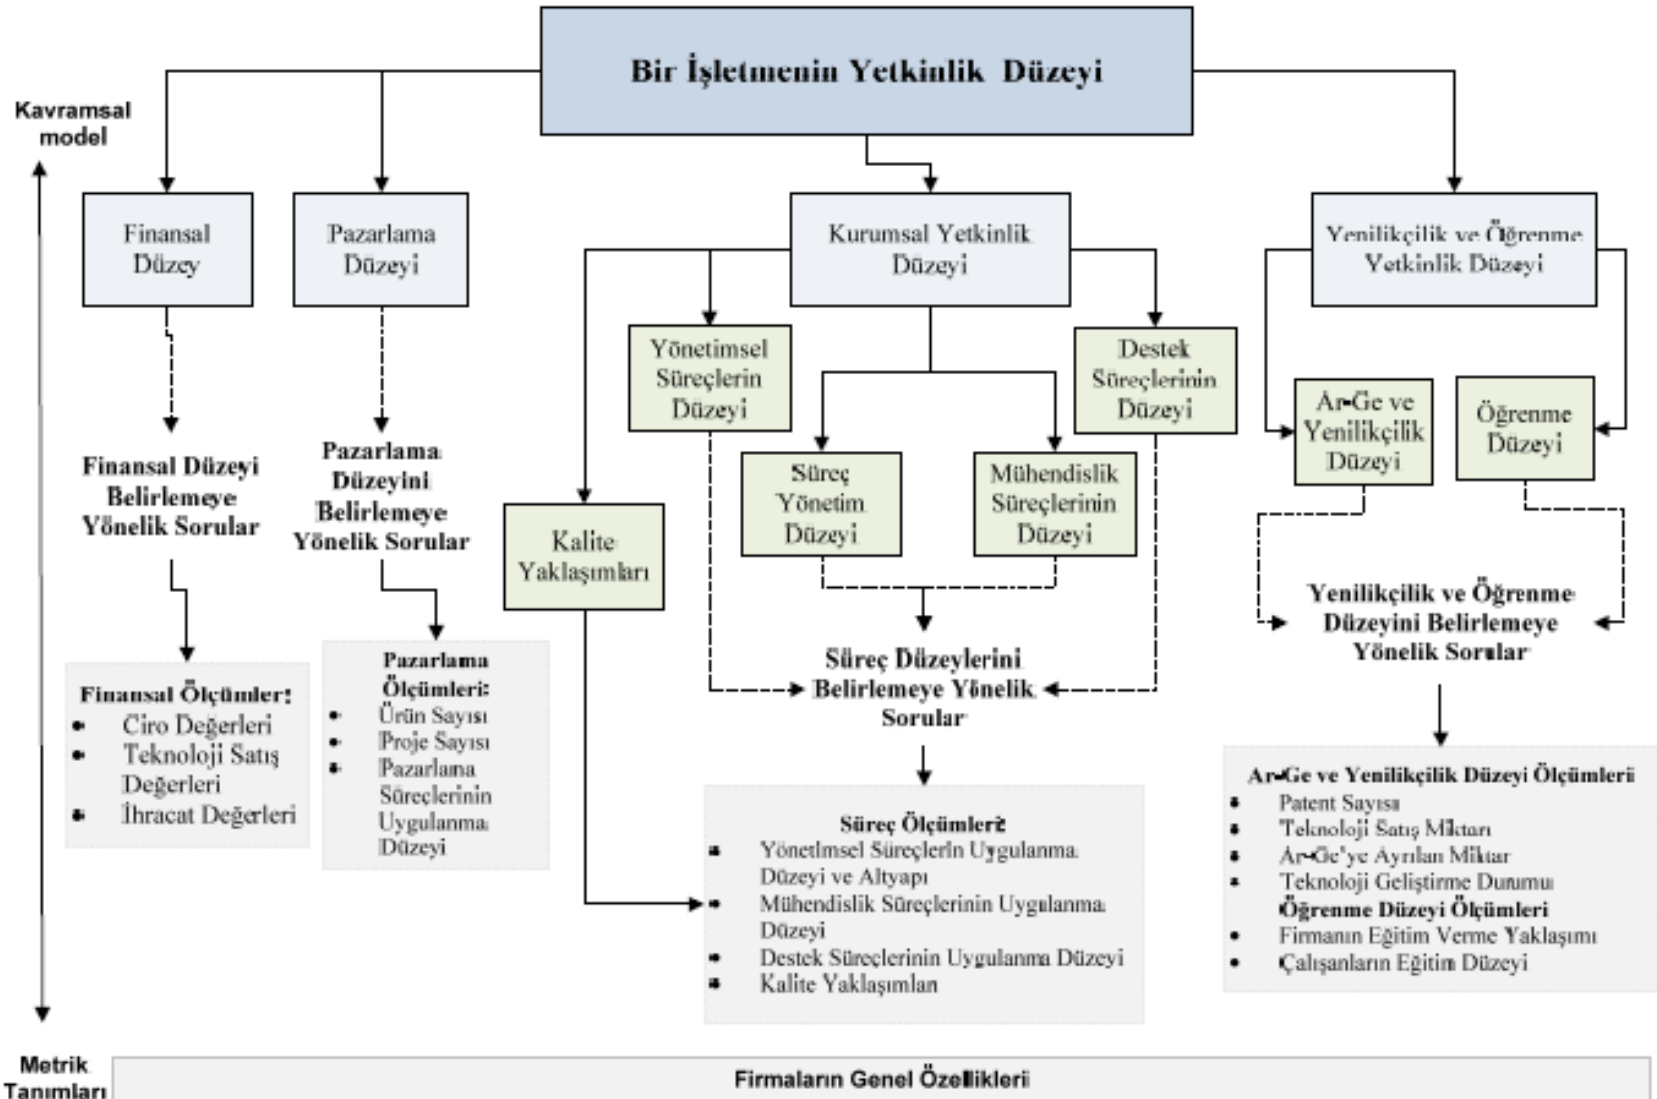 Bir İşletmenin Yetkinlik Düzeyi
Kavramsal
model
Finansal
Düzey
Pazarlama
Düzeyi
Kurumsal Yetkinlik
Düzeyi
Yenilikçilik ve Öğrenme
Yetkinlik Düzeyi
Yönetimsel
Süreçlerin
Düzeyi
Destek
Süreçlerinin
Düzeyi
Süreç
Yönetim
Düzeyi
Mühendislik
Süreçlerinin
Düzeyi
Ar-Ge ve
Yenilikçilik
Düzeyi
Öğrenme
Düzeyi
Kalite
Yaklaşımları
Finansal Düzeyi
Belirlemeye
Yönelik Sorular
Pazarlama
Düzeyini
Belirlemeye
Yönelik Sorular
Süreç Düzeylerini
Belirlemeye Yönelik
Sorular
Yenilikçilik ve Öğrenme
Düzeyini Belirlemeye
Yönelik Sorular
Finansal Ölçümler:
• Ciro Değerleri
• Teknoloji Satış
Değerleri
• İhracat Değerleri
Pazarlama
Ölçümleri:
• Ürün Sayısı
• Proje Sayısı
• Pazarlama
Süreçlerinin
Uygulanma
Düzeyi
Süreç Ölçümleri:
• Yönetimsel Süreçlerin Uygulanma
Düzeyi ve Altyapı
• Mühendislik Süreçlerinin Uygulanma
Düzeyi
• Destek Süreçlerinin Uygulanma Düzeyi
• Kalite Yaklaşımları
Ar-Ge ve Yenilikçilik Düzeyi Ölçümleri
• Patent Sayısı
• Teknoloji Satış Miktarı
• Ar-Ge'ye Ayrılan Miktar
• Teknoloji Geliştirme Durumu
Öğrenme Düzeyi Ölçümleri
• Firmanın Eğitim Verme Yaklaşımı
• Çalışanların Eğitim Düzeyi
Metrik
Tanımları
Firmaların Genel Özellikleri